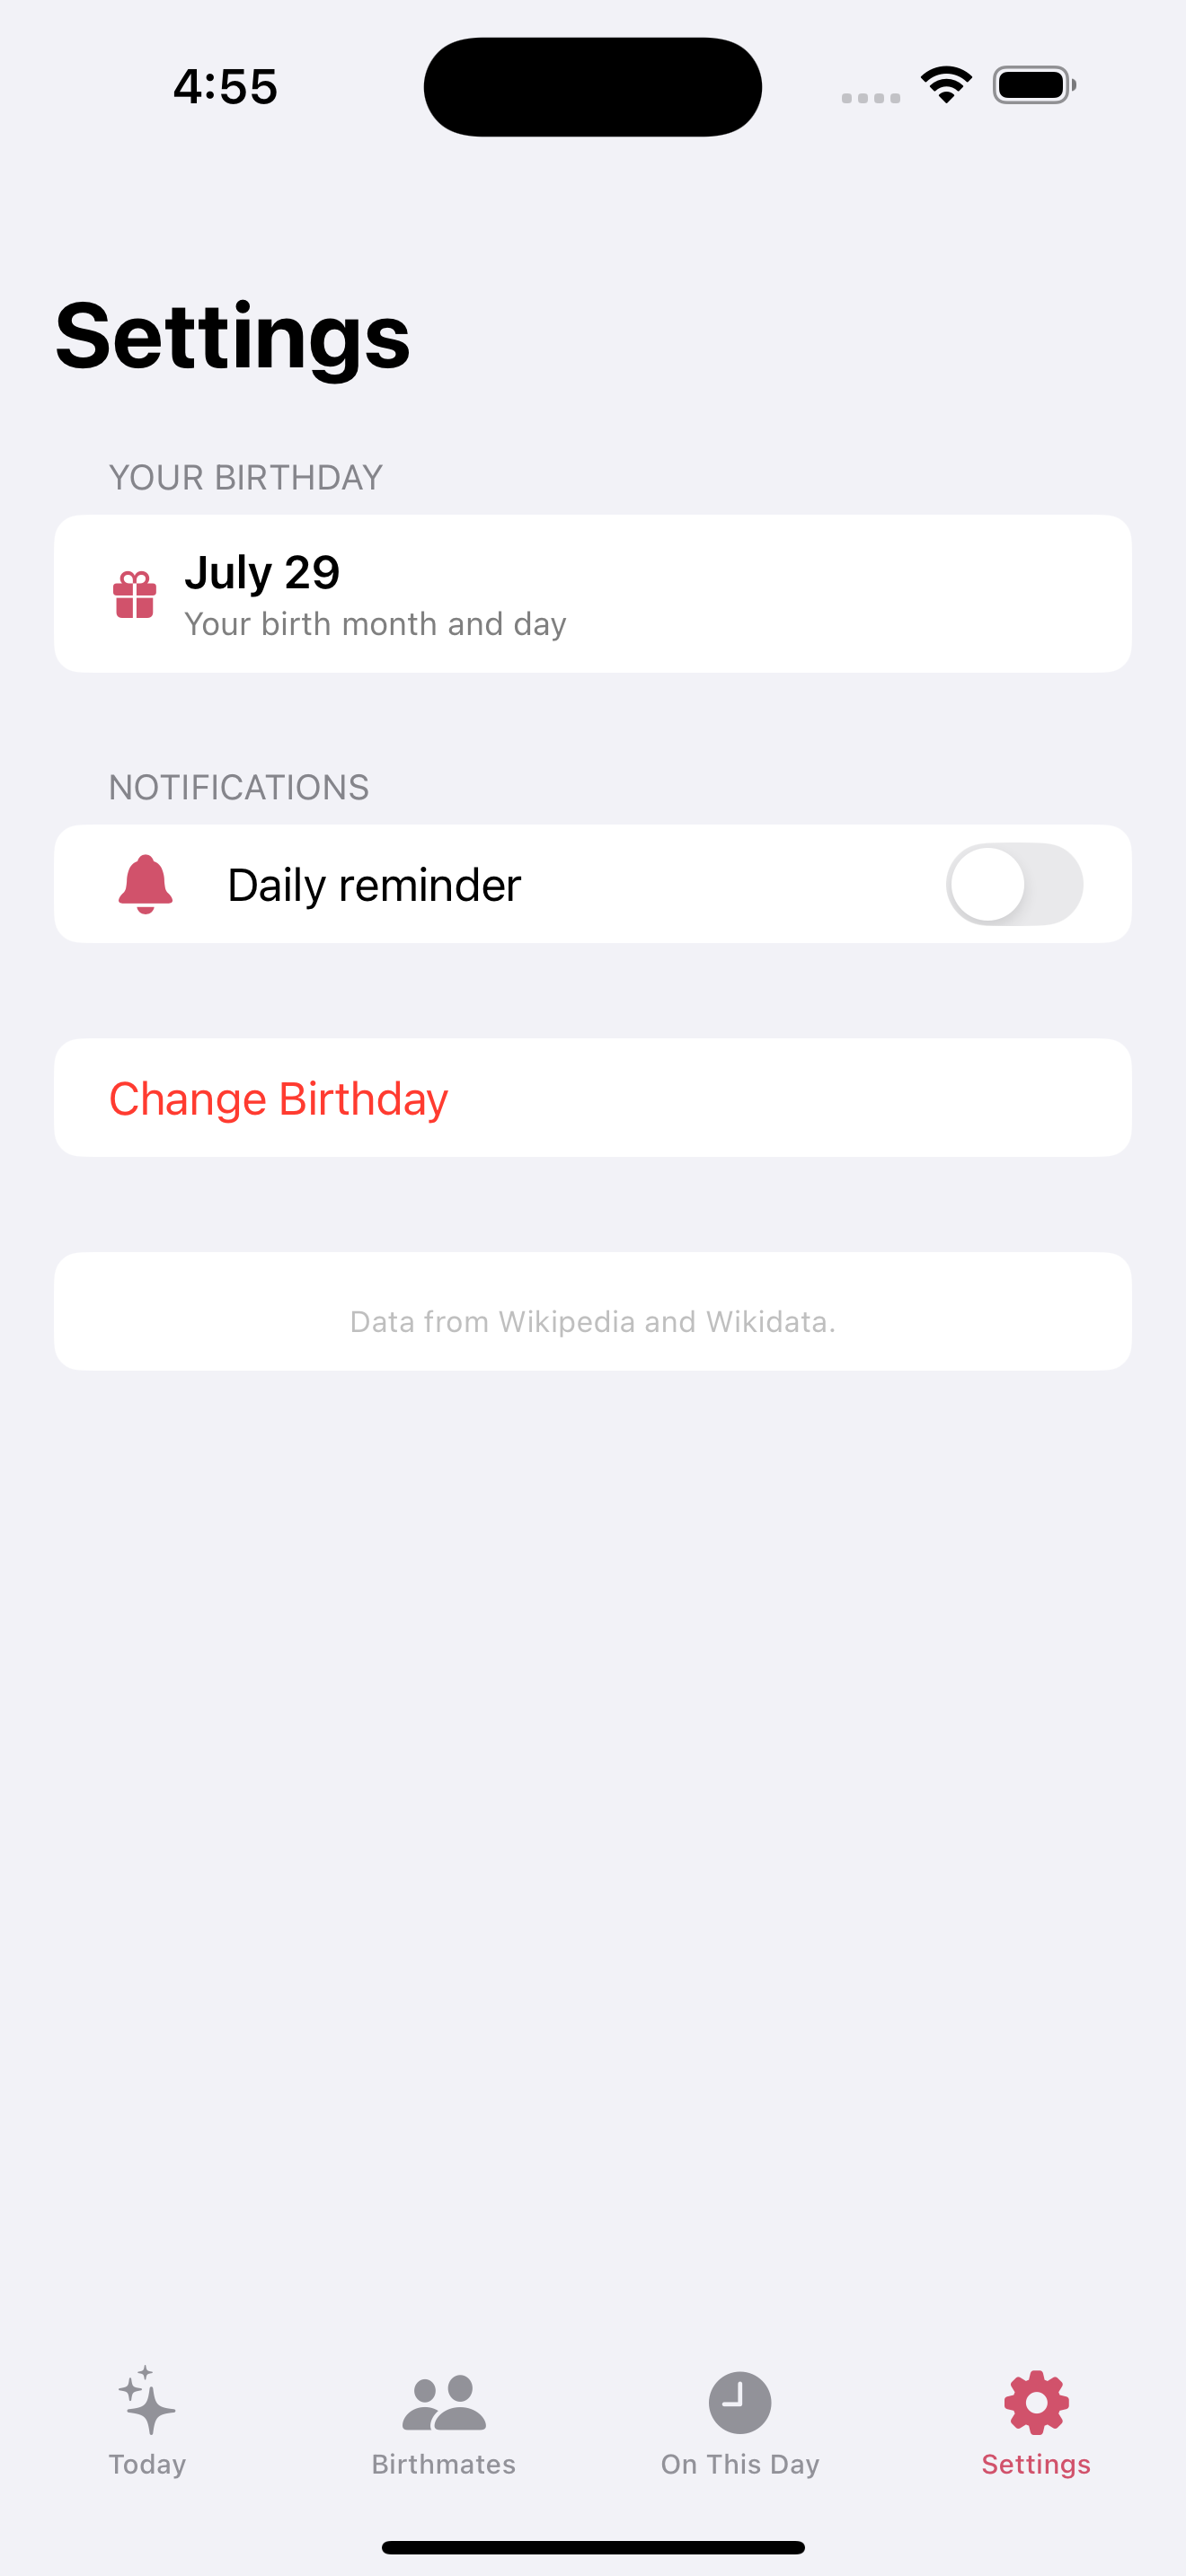 4:55
Settings
YOUR BIRTHDAY
July 29
Your birth month and day
NOTIFICATIONS
Daily reminder
Change Birthday
Data from Wikipedia and Wikidata.
Today
Birthmates
On This Day
Settings